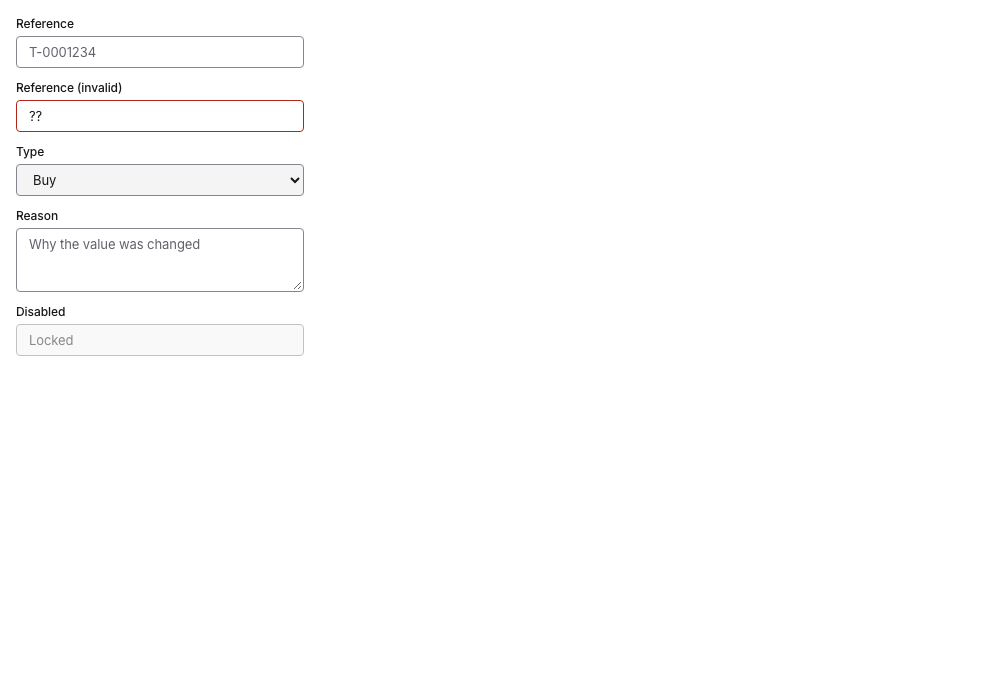 Reference
T-0001234
Reference (invalid)
??
Type
Buy
Reason
Why the value was changed
Disabled
Locked